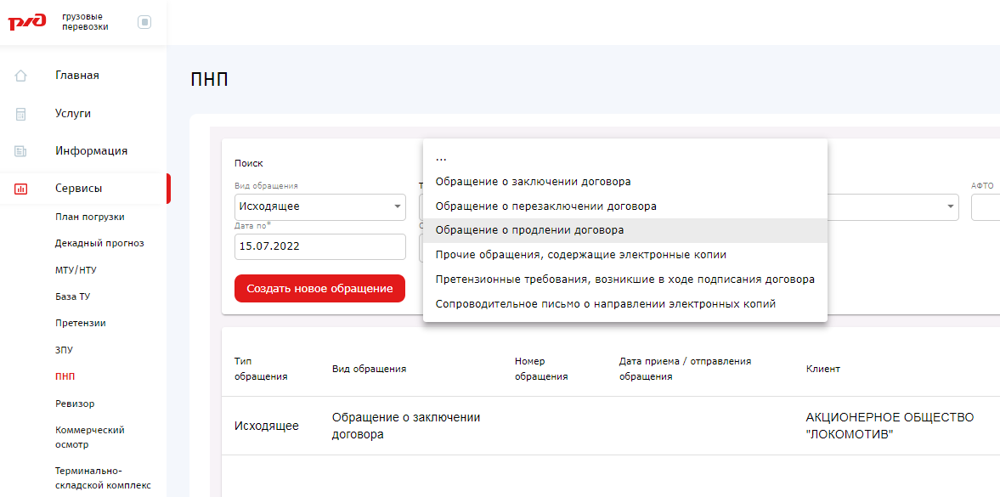 ржд
грузовые
перевозки
Главная
Услуги
Информация
Сервисы
План погрузки
Декадный прогноз
МТУ/НТУ
База ТУ
Претензии
ЗПУ
ПНП
Ревизор
Коммерческий
осмотр
Терминально-
складской комплекс
ПНП
Поиск
Вид обращения
Исходящее
Дата по*
15.07.2022
Создать новое обращение
...
Обращение о заключении договора
Обращение о перезаключении договора
Обращение о продлении договора
Прочие обращения, содержащие электронные копии
Претензионные требования, возникшие в ходе подписания договора
Сопроводительное письмо о направлении электронных копий
АФТО
Тип
обращения
Вид обращения
Номер
обращения
Дата приема / отправления
обращения
Клиент
Исходящее
Обращение о заключении
договора
АКЦИОНЕРНОЕ ОБЩЕСТВО
"ЛОКОМОТИВ"